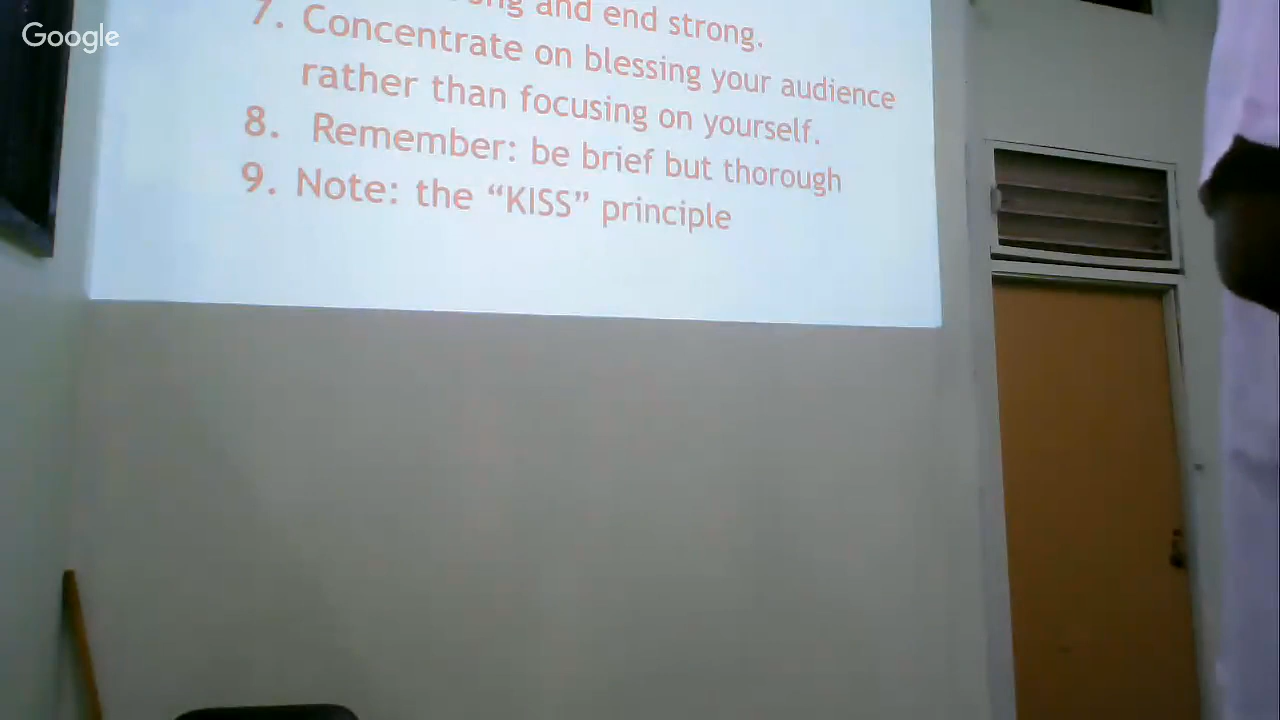 Google
and end strong.
7. Concentrate on blessing your audience
rather than focusing on yourself.
8. Remember: be brief but thorough
9. Note: the “KISS” principle